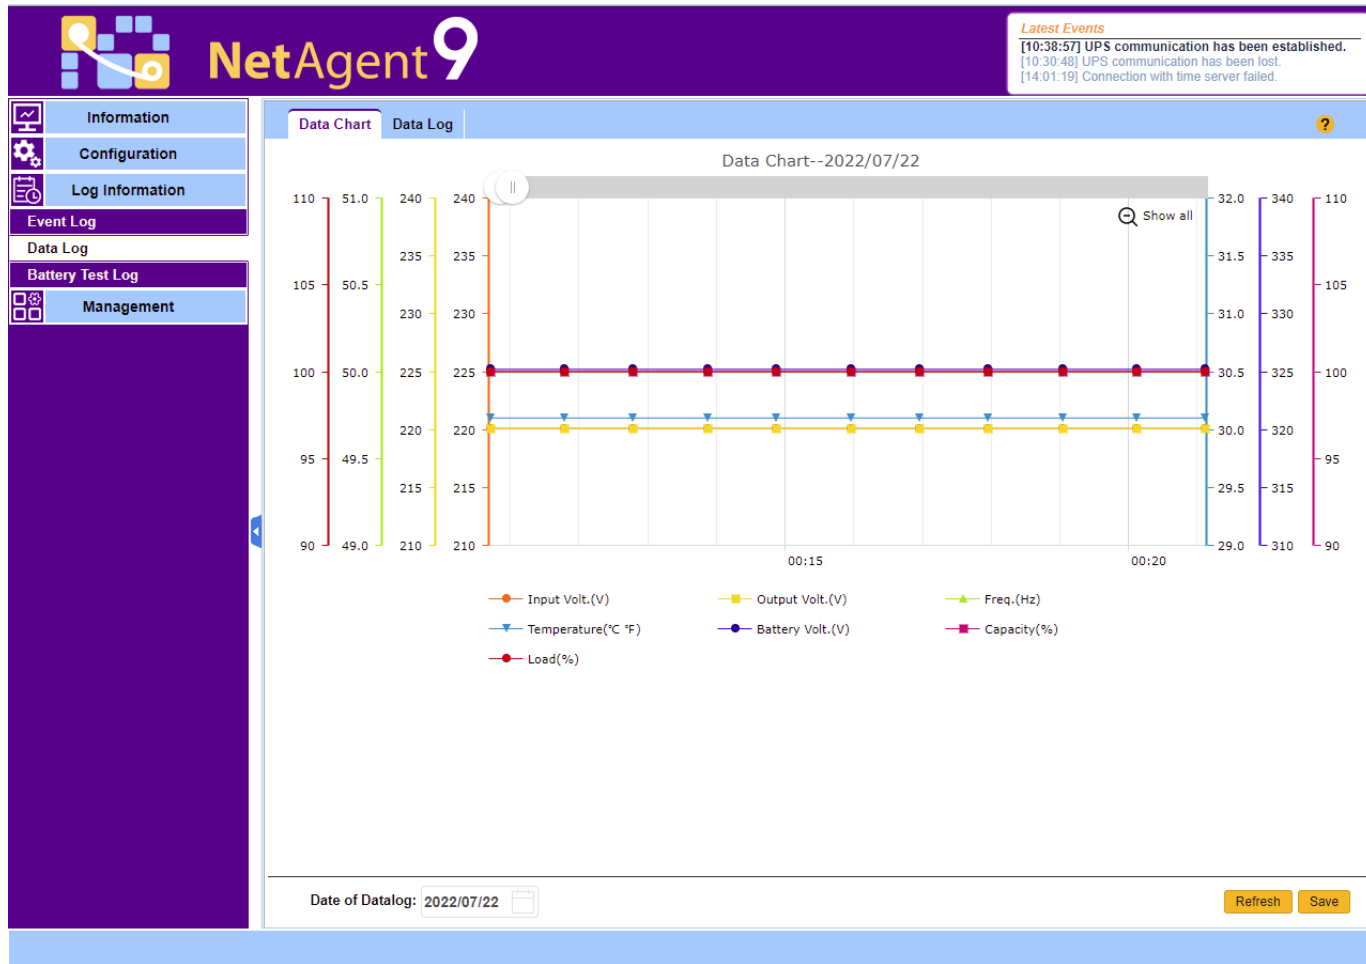 NetAgent 9
Latest Events
[10:38:57] UPS communication has been established.
[10:30:48] UPS communication has been lost.
[14:01:19] Connection with time server failed.
Information
Configuration
Log Information
Event Log
Data Log
Battery Test Log
Management
Data Chart Data Log
?
Data Chart--2022/07/22
Show all
110 51.0 240 240 32.0 340 110
235 235 31.5 335
105 50.5 105
230 230 31.0 330
100 50.0 225 225 30.5 325 100
220 220 30.0 320
95 49.5 95
215 215 29.5 315
90 49.0 210 210 29.0 310 90
00:15 00:20
Input Volt.(V) Output Volt.(V) Freq.(Hz)
Temperature(℃ ℉) Battery Volt.(V) Capacity(%)
Load(%)
Date of Datalog: 2022/07/22 Refresh Save